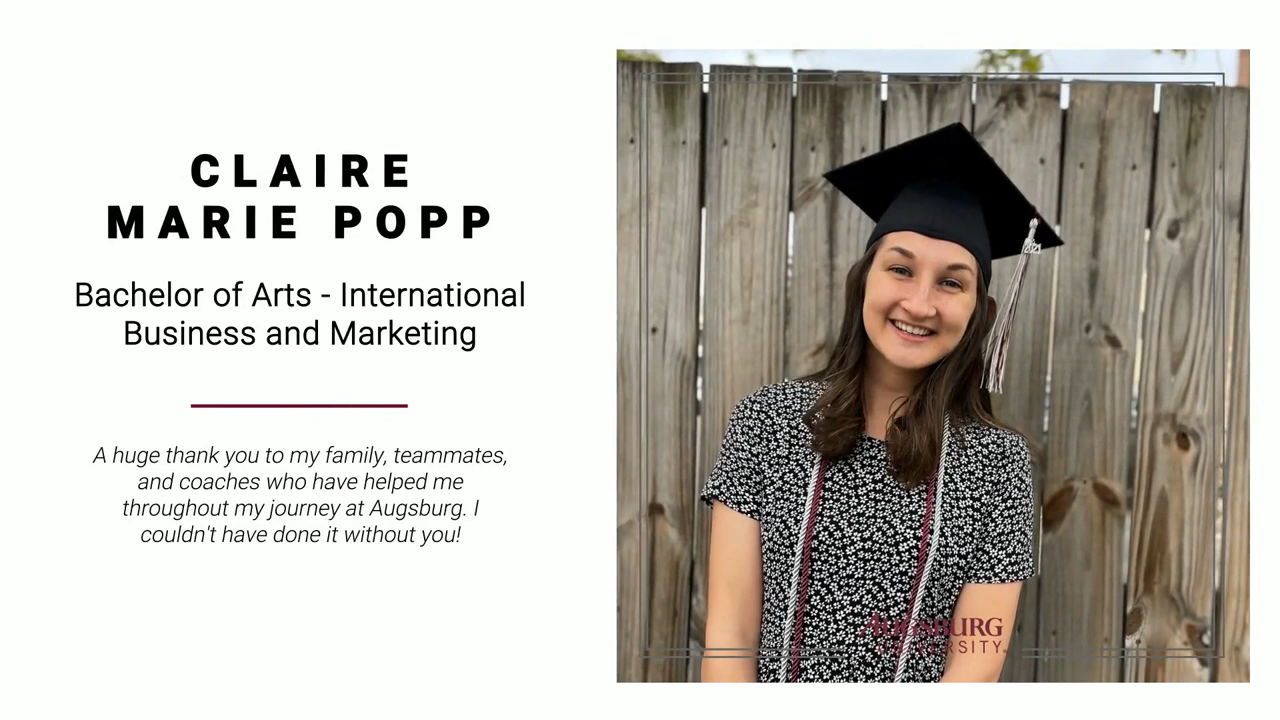 CLAIRE
MARIE POPP
Bachelor of Arts - International
Business and Marketing
A huge thank you to my family, teammates,
and coaches who have helped me
throughout my journey at Augsburg. I
couldn't have done it without you!
2021
AUGSBURG
UNIVERSITY